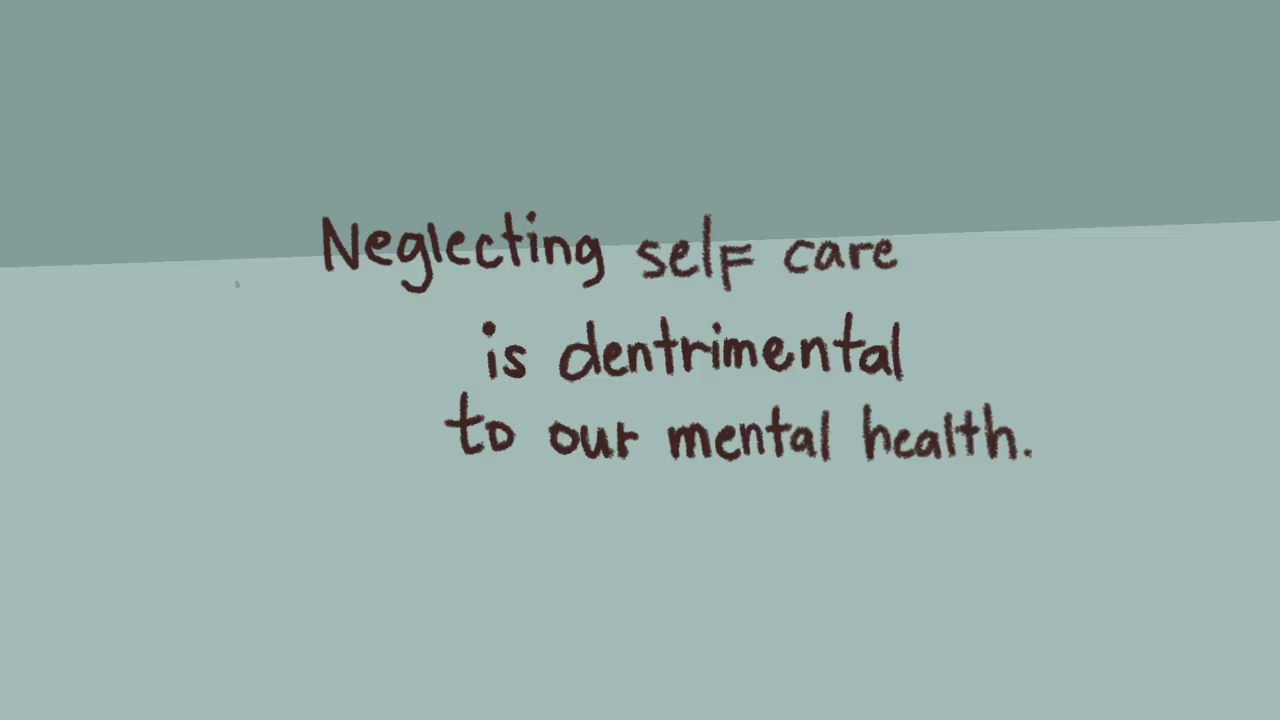 Neglecting self care
is dentrimental
to our mental health.